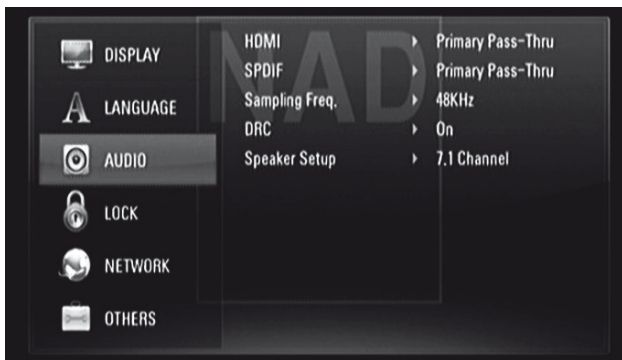 NAD
DISPLAY
LANGUAGE
AUDIO
LOCK
NETWORK
OTHERS
HDMI Primary Pass-Thru
SPDIF Primary Pass-Thru
Sampling Freq. 48KHz
DRC On
Speaker Setup 7.1 Channel